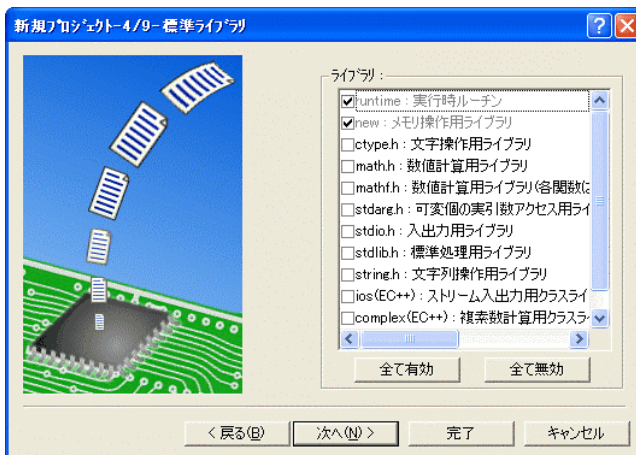 新規プロジェクト-4/9-標準ライブラリ
ライブラリ :
runtime : 実行時ルーチン
new : メモリ操作用ライブラリ
ctype.h : 文字操作用ライブラリ
math.h : 数値計算用ライブラリ
mathf.h : 数値計算用ライブラリ(各関数に
stdarg.h : 可変個の実引数アクセス用ライ
stdio.h : 入出力用ライブラリ
stdlib.h : 標準処理用ライブラリ
string.h : 文字列操作用ライブラリ
ios(EC++) : ストリーム入出力用クラスライ
complex(EC++) : 複素数計算用クラスラ
全て有効 全て無効
< 戻る(B) 次へ(N) > 完了 キャンセル